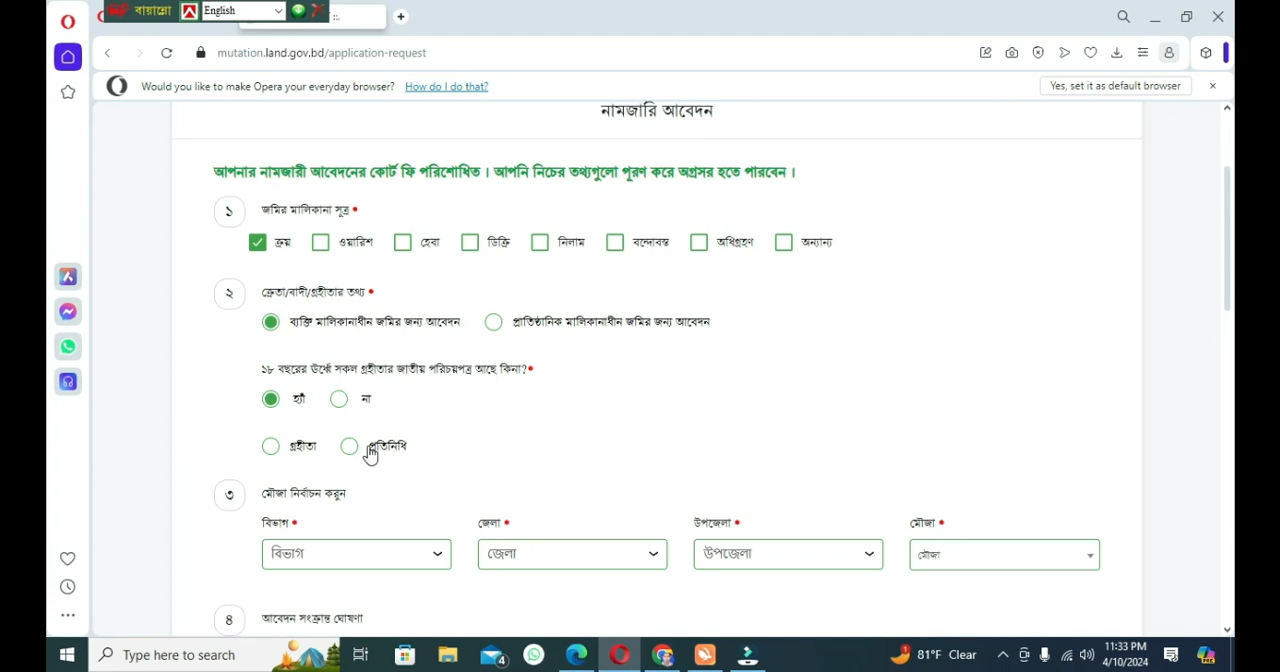 বায়ান্নো English
mutation.land.gov.bd/application-request
Would you like to make Opera your everyday browser? How do I do that? Yes, set it as default browser
নামজারি আবেদন
আপনার নামজারী আবেদনের কোর্ট ফি পরিশোধিত । আপনি নিচের তথ্যগুলো পূরণ করে অগ্রসর হতে পারবেন ।
১ জমির মালিকানা সূত্র
ক্রয় ওয়ারিশ হেবা ডিক্রি নিলাম বন্দোবস্ত অধিগ্রহণ অন্যান্য
২ ক্রেতা/বাদী/গ্রহীতার তথ্য
ব্যক্তি মালিকানাধীন জমির জন্য আবেদন প্রাতিষ্ঠানিক মালিকানাধীন জমির জন্য আবেদন
১৮ বছরের ঊর্ধ্বে সকল গ্রহীতার জাতীয় পরিচয়পত্র আছে কিনা?
হ্যাঁ না
গ্রহীতা প্রতিনিধি
৩ মৌজা নির্বাচন করুন
বিভাগ জেলা উপজেলা মৌজা
বিভাগ জেলা উপজেলা মৌজা
৪ আবেদন সংক্রান্ত ঘোষণা
Type here to search 4 81°F Clear 11:33 PM
4/10/2024